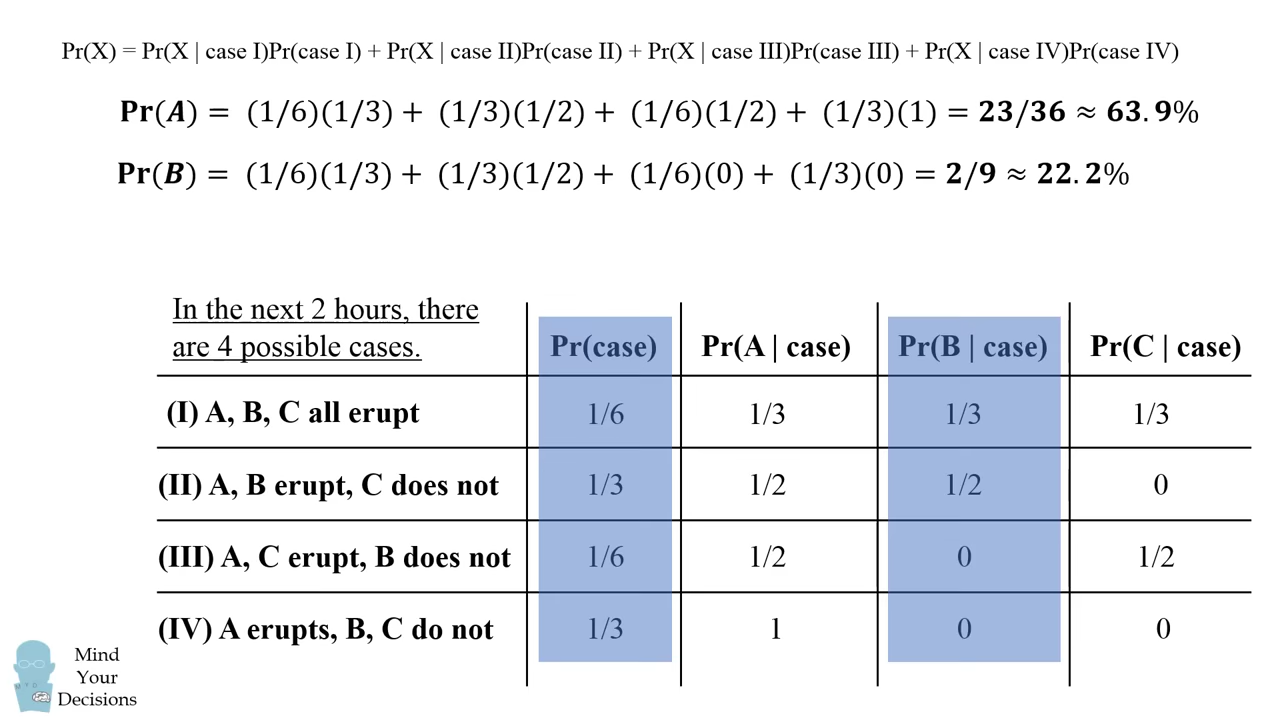 Pr(X) = Pr(X | case I)Pr(case I) + Pr(X | case II)Pr(case II) + Pr(X | case III)Pr(case III) + Pr(X | case IV)Pr(case IV)
Pr(A) = (1/6)(1/3) + (1/3)(1/2) + (1/6)(1/2) + (1/3)(1) = 23/36 ≈ 63.9%
Pr(B) = (1/6)(1/3) + (1/3)(1/2) + (1/6)(0) + (1/3)(0) = 2/9 ≈ 22.2%
In the next 2 hours, there
are 4 possible cases.
Pr(case) Pr(A | case) Pr(B | case) Pr(C | case)
(I) A, B, C all erupt 1/6 1/3 1/3 1/3
(II) A, B erupt, C does not 1/3 1/2 1/2 0
(III) A, C erupt, B does not 1/6 1/2 0 1/2
(IV) A erupts, B, C do not 1/3 1 0 0
Mind
Your
Decisions